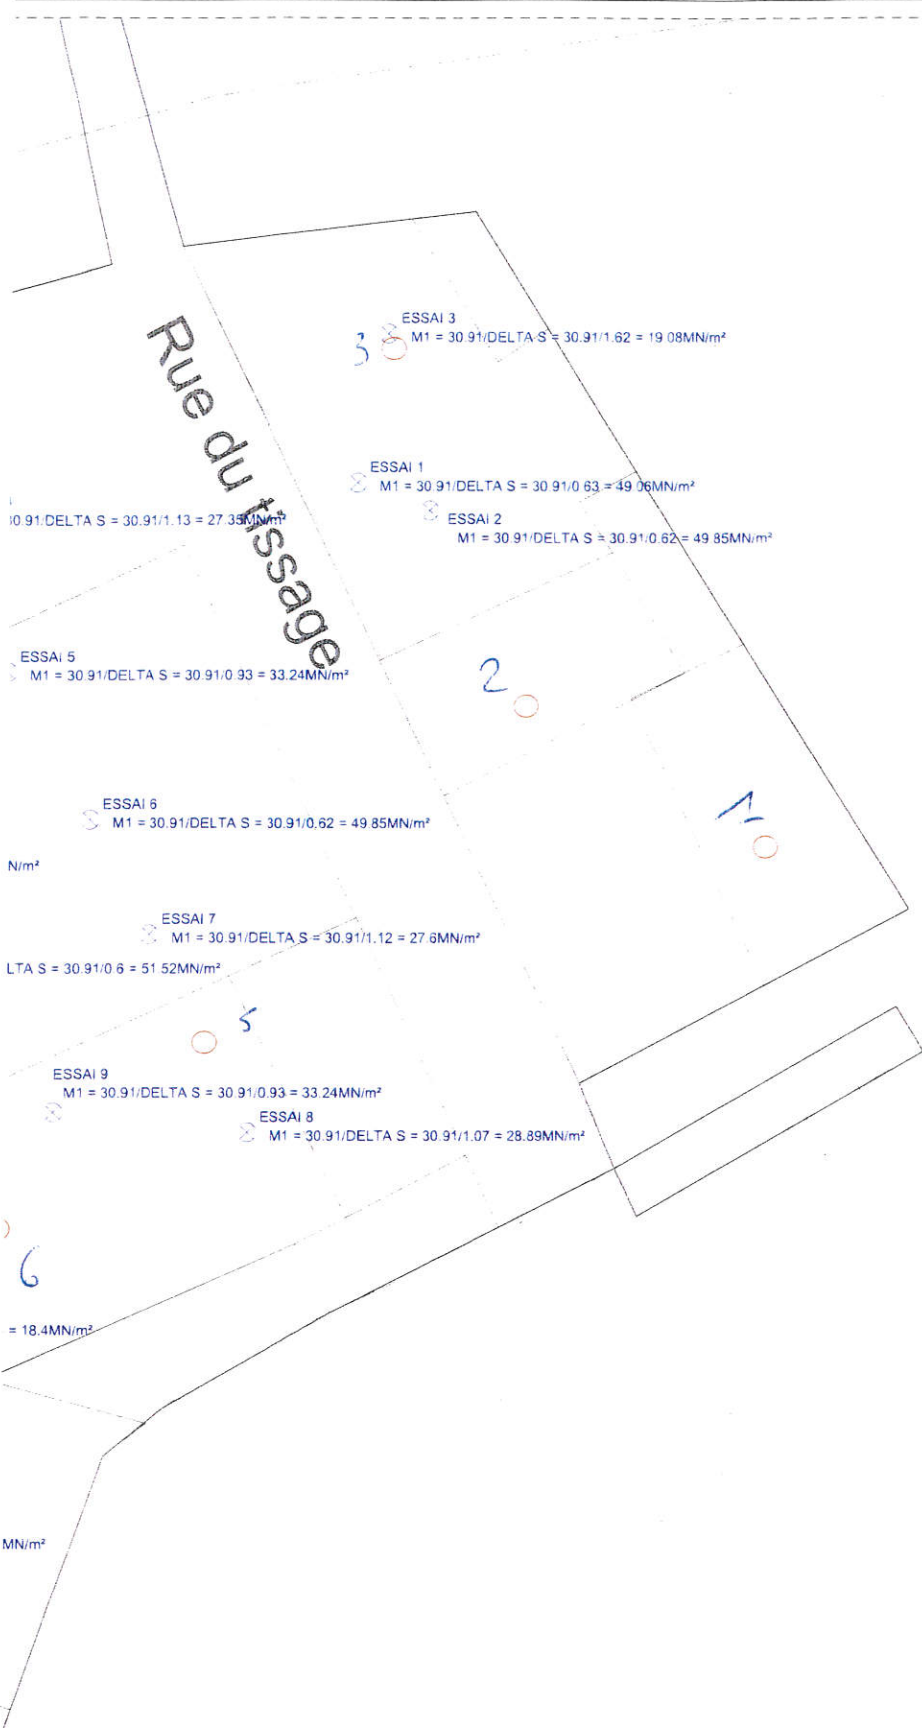 Rue du tissage
ESSAI 3
M1 = 30.91/DELTA S = 30.91/1.62 = 19.08MN/m²
3
ESSAI 1
M1 = 30.91/DELTA S = 30.91/0.63 = 49.06MN/m²
30.91/DELTA S = 30.91/1.13 = 27.35MN/m²
ESSAI 2
M1 = 30.91/DELTA S = 30.91/0.62 = 49.85MN/m²
ESSAI 5
M1 = 30.91/DELTA S = 30.91/0.93 = 33.24MN/m²
2
ESSAI 6
M1 = 30.91/DELTA S = 30.91/0.62 = 49.85MN/m²
1
N/m²
ESSAI 7
M1 = 30.91/DELTA S = 30.91/1.12 = 27.6MN/m²
LTA S = 30.91/0.6 = 51.52MN/m²
5
ESSAI 9
M1 = 30.91/DELTA S = 30.91/0.93 = 33.24MN/m²
ESSAI 8
M1 = 30.91/DELTA S = 30.91/1.07 = 28.89MN/m²
6
= 18.4MN/m²
MN/m²